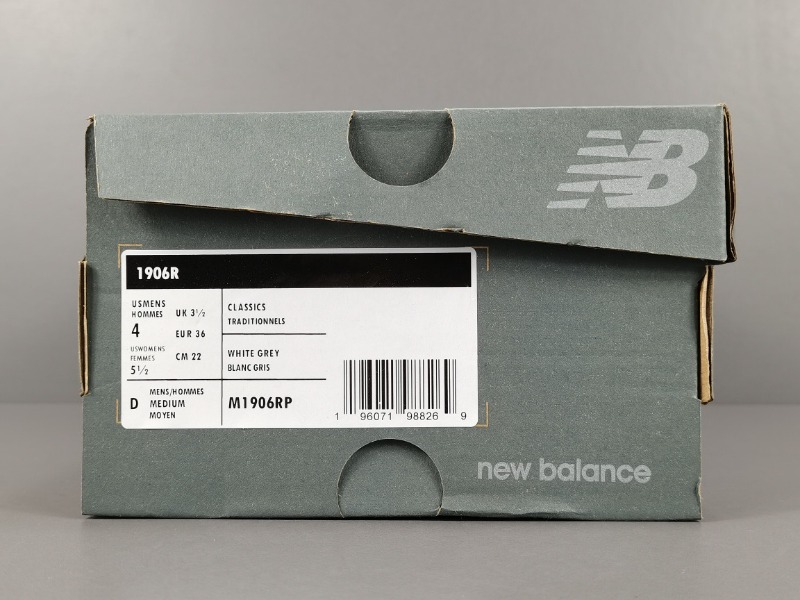 NB
1906R
USMENS
HOMMES
4
USWOMENS
FEMMES
5½
UK 3½
EUR 36
CM 22
CLASSICS
TRADITIONNELS
WHITE GREY
BLANC GRIS
D
MENS/HOMMES
MEDIUM
MOYEN
M1906RP
1 96071 98826 9
new balance